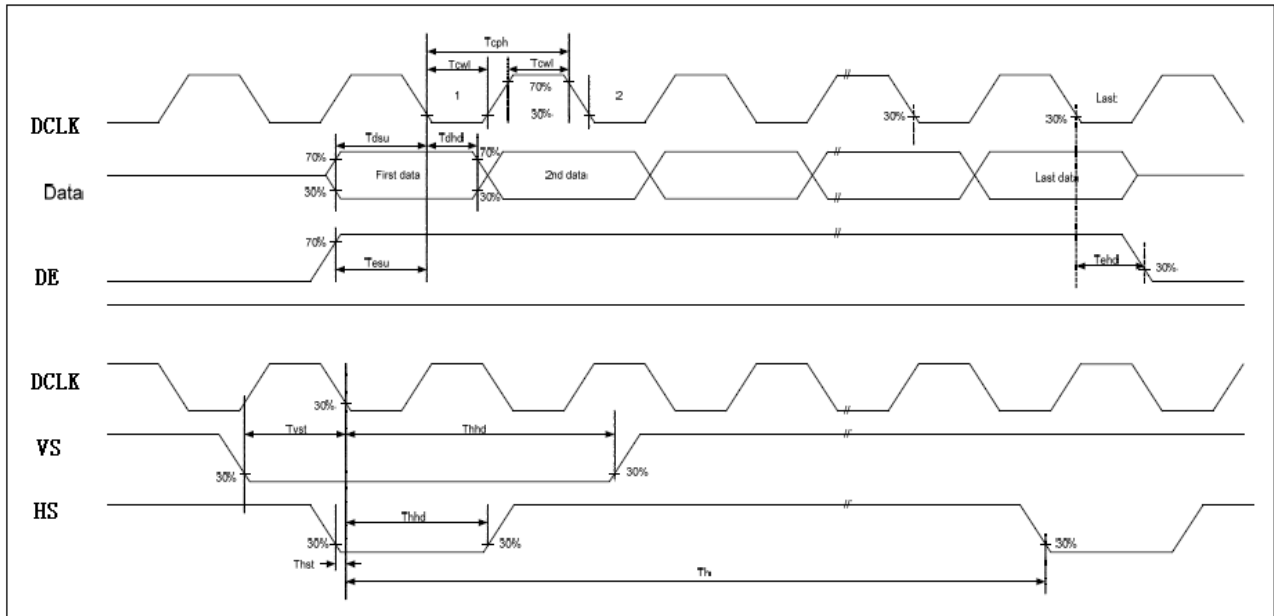 Tcph
Tcwl
Tcwl
70%
1
2
Last
30%
30%
30%
DCLK
Tdsu
Tdhd
70%
70%
First data
2nd data
Last data
30%
30%
Data
70%
Tesu
Tehd
30%
DE
DCLK
30%
Tvst
Thhd
VS
30%
30%
HS
Thhd
30%
30%
30%
Thst
Th